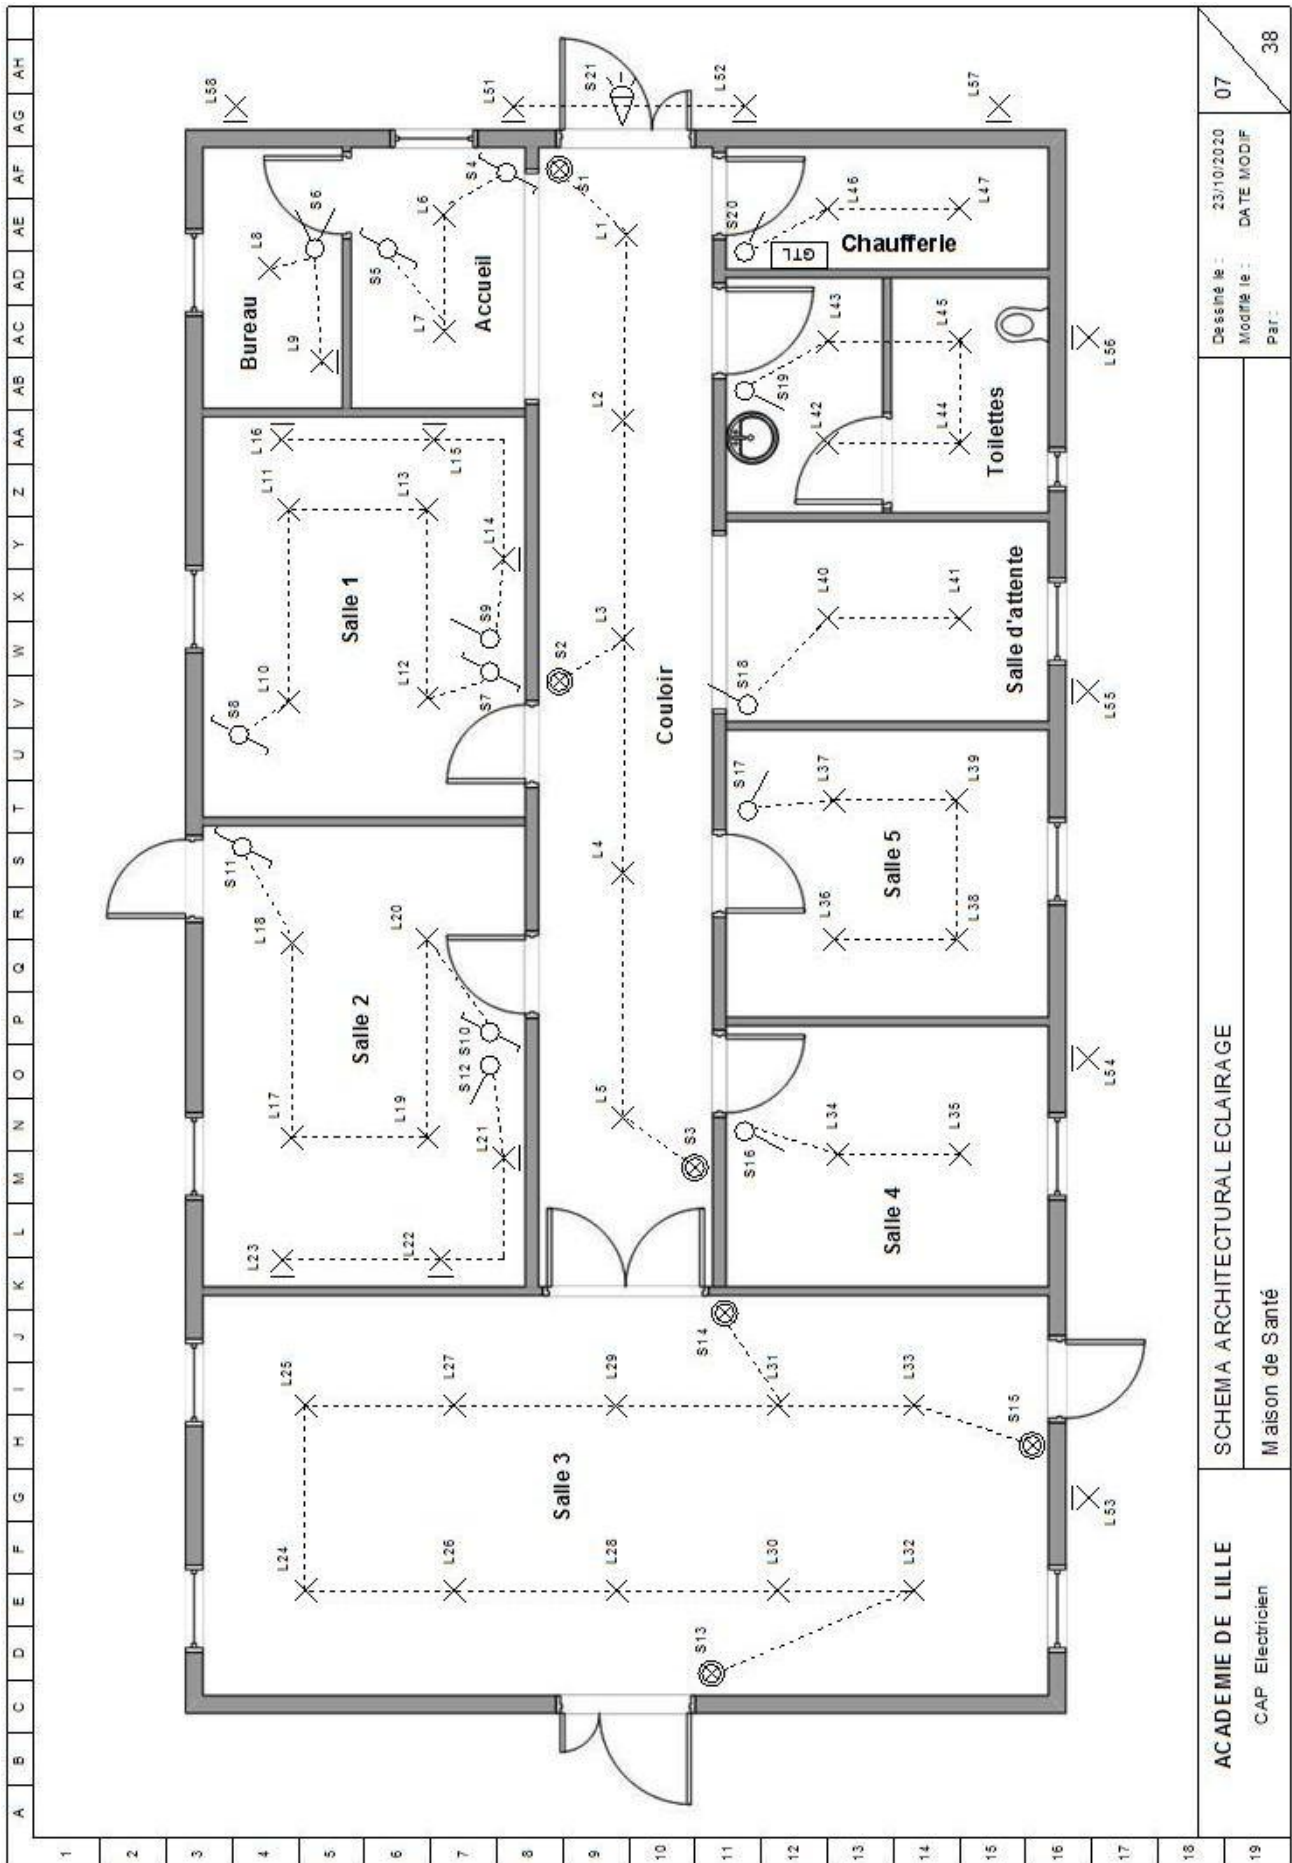 A B C D E F G H I J K L M N O P Q R S T U V W X Y Z AA AB AC AD AE AF AG AH
1
2
3
4
5
6
7
8
9
10
11
12
13
14
15
16
17
18
19
L58
L8
S6
Bureau
L9
L16
L11
L10
S8
S11
L18
L17
L23
L25
L24
L51
S4
L6
S5
L7
Accueil
L15
L13
Salle 1
L14
S9
L12
S7
L20
Salle 2
S12 S10
L19
L21
L22
L27
L26
S21
S1
L1
L2
L3
S2
Couloir
L4
L5
S3
L29
Salle 3
L28
L52
S20
L46
L47
GTL
Chaufferie
L43
L45
S19
L42
L44
Toilettes
L40
L41
S18
Salle d'attente
S17
L37
L39
Salle 5
L36
L38
S16
L34
L35
Salle 4
S14
L31
L33
S15
L30
L32
S13
L57
L56
L55
L54
L53
ACADEMIE DE LILLE
CAP Electricien
SCHEMA ARCHITECTURAL ECLAIRAGE
Maison de Santé
Dessiné le : 23/10/2020
Modifié le : DATE MODIF
Par :
07
38